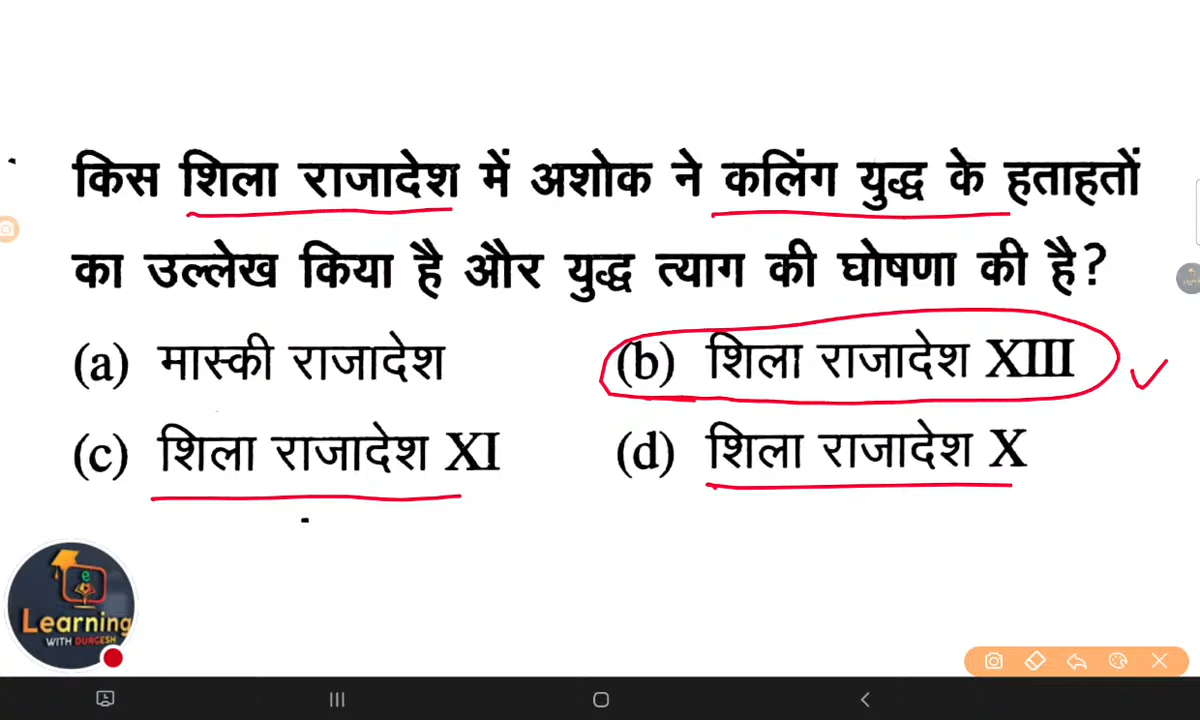 किस शिला राजादेश में अशोक ने कलिंग युद्ध के हताहतों
का उल्लेख किया है और युद्ध त्याग की घोषणा की है?
(a) मास्की राजादेश (b) शिला राजादेश XIII
(c) शिला राजादेश XI (d) शिला राजादेश X
e
Learning
WITH DURGESH